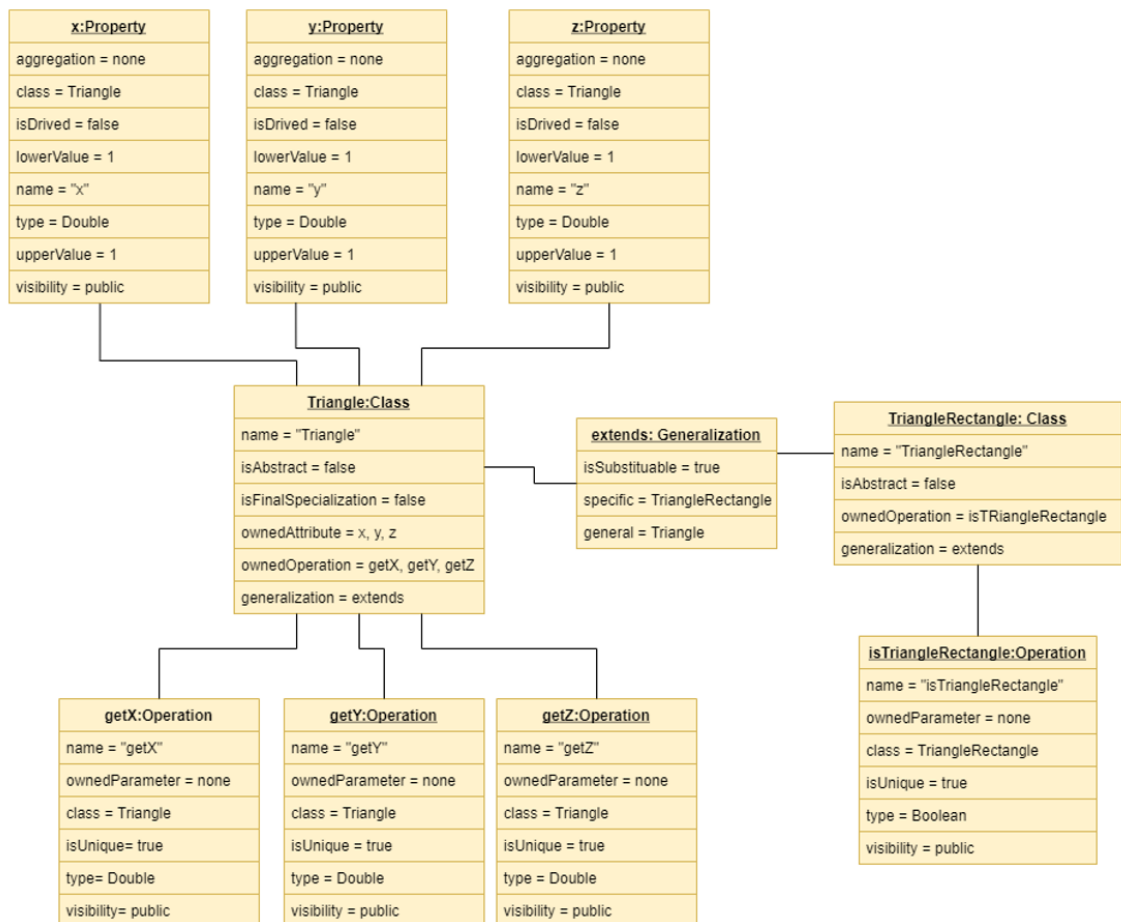 x:Property
aggregation = none
class = Triangle
isDrived = false
lowerValue = 1
name = "x"
type = Double
upperValue = 1
visibility = public
y:Property
aggregation = none
class = Triangle
isDrived = false
lowerValue = 1
name = "y"
type = Double
upperValue = 1
visibility = public
z:Property
aggregation = none
class = Triangle
isDrived = false
lowerValue = 1
name = "z"
type = Double
upperValue = 1
visibility = public
Triangle:Class
name = "Triangle"
isAbstract = false
isFinalSpecialization = false
ownedAttribute = x, y, z
ownedOperation = getX, getY, getZ
generalization = extends
extends: Generalization
isSubstituable = true
specific = TriangleRectangle
general = Triangle
TriangleRectangle: Class
name = "TriangleRectangle"
isAbstract = false
ownedOperation = isTRiangleRectangle
generalization = extends
getX:Operation
name = "getX"
ownedParameter = none
class = Triangle
isUnique= true
type= Double
visibility= public
getY:Operation
name = "getY"
ownedParameter = none
class = Triangle
isUnique = true
type = Double
visibility = public
getZ:Operation
name = "getZ"
ownedParameter = none
class = Triangle
isUnique = true
type = Double
visibility = public
isTriangleRectangle:Operation
name = "isTriangleRectangle"
ownedParameter = none
class = TriangleRectangle
isUnique = true
type = Boolean
visibility = public